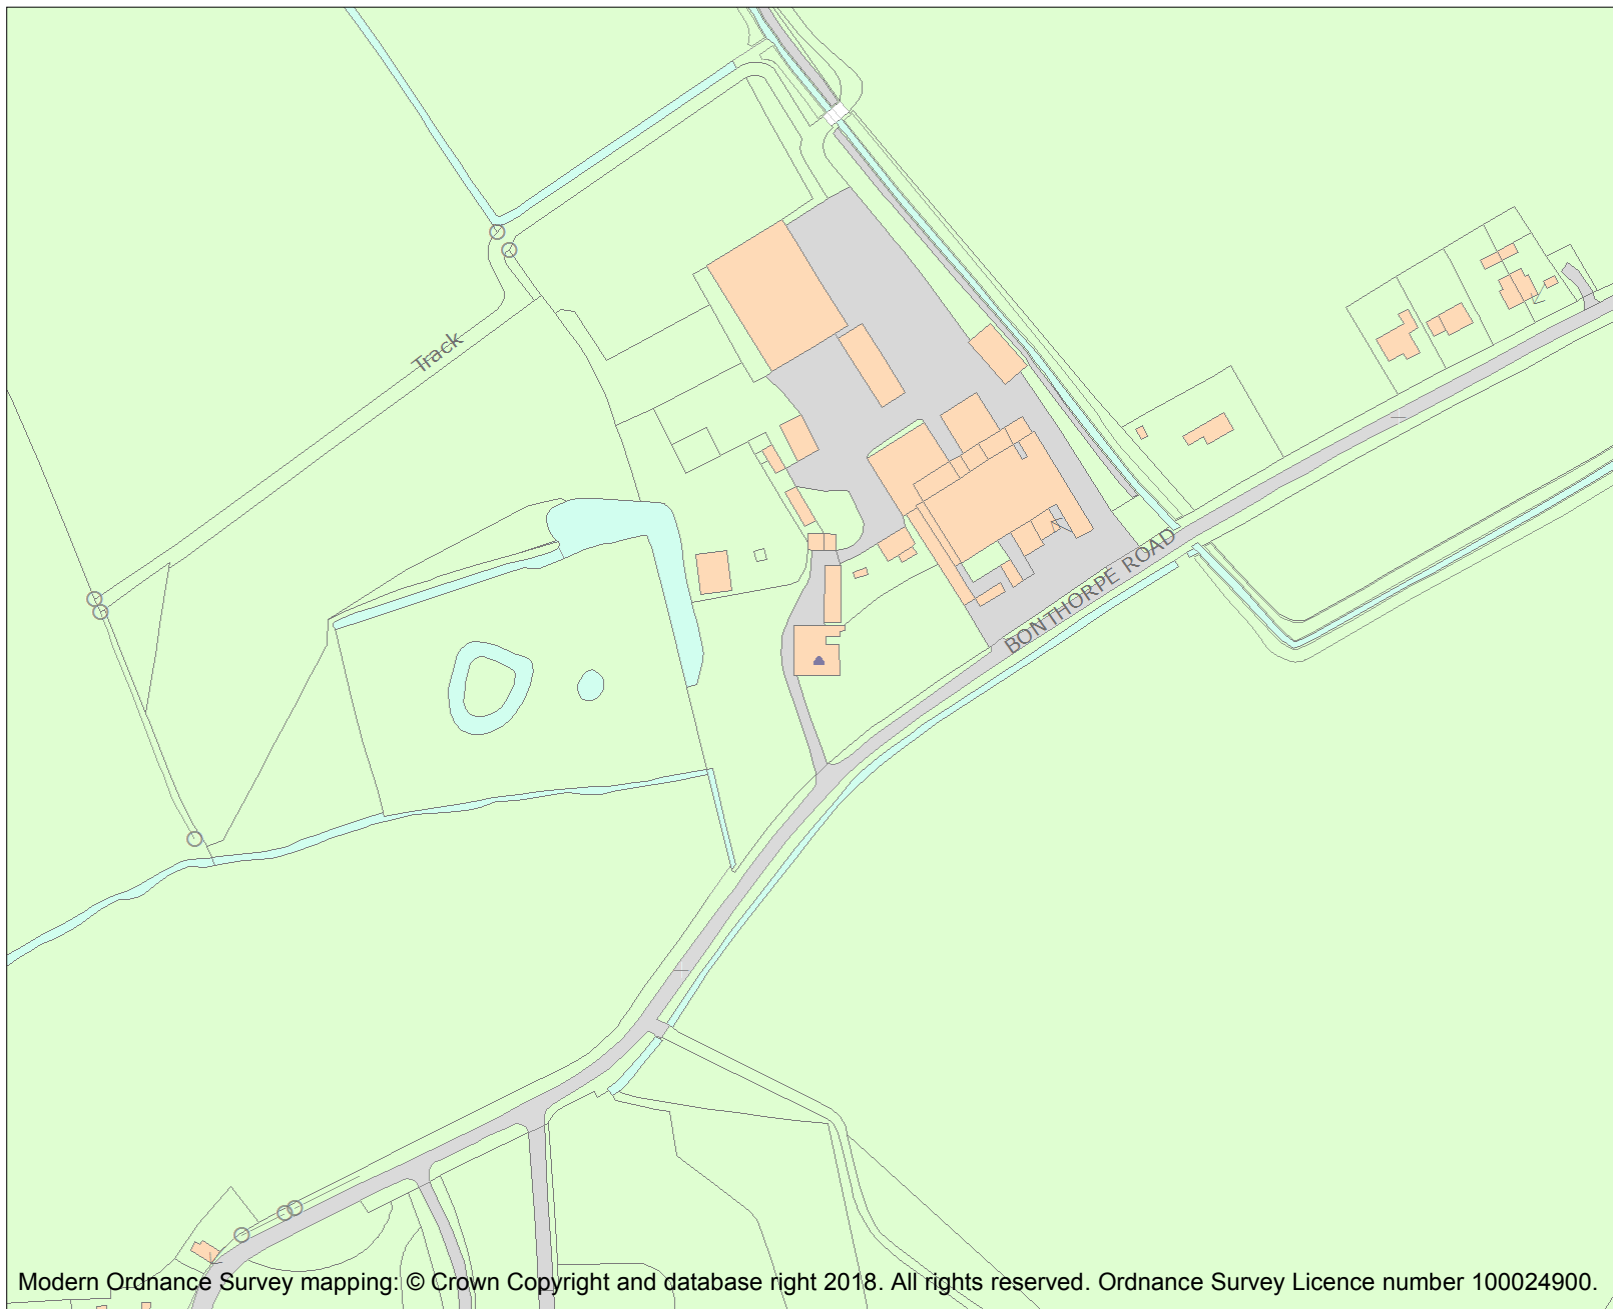 Track
BONTHORPE ROAD
Modern Ordnance Survey mapping: © Crown Copyright and database right 2018. All rights reserved. Ordnance Survey Licence number 100024900.